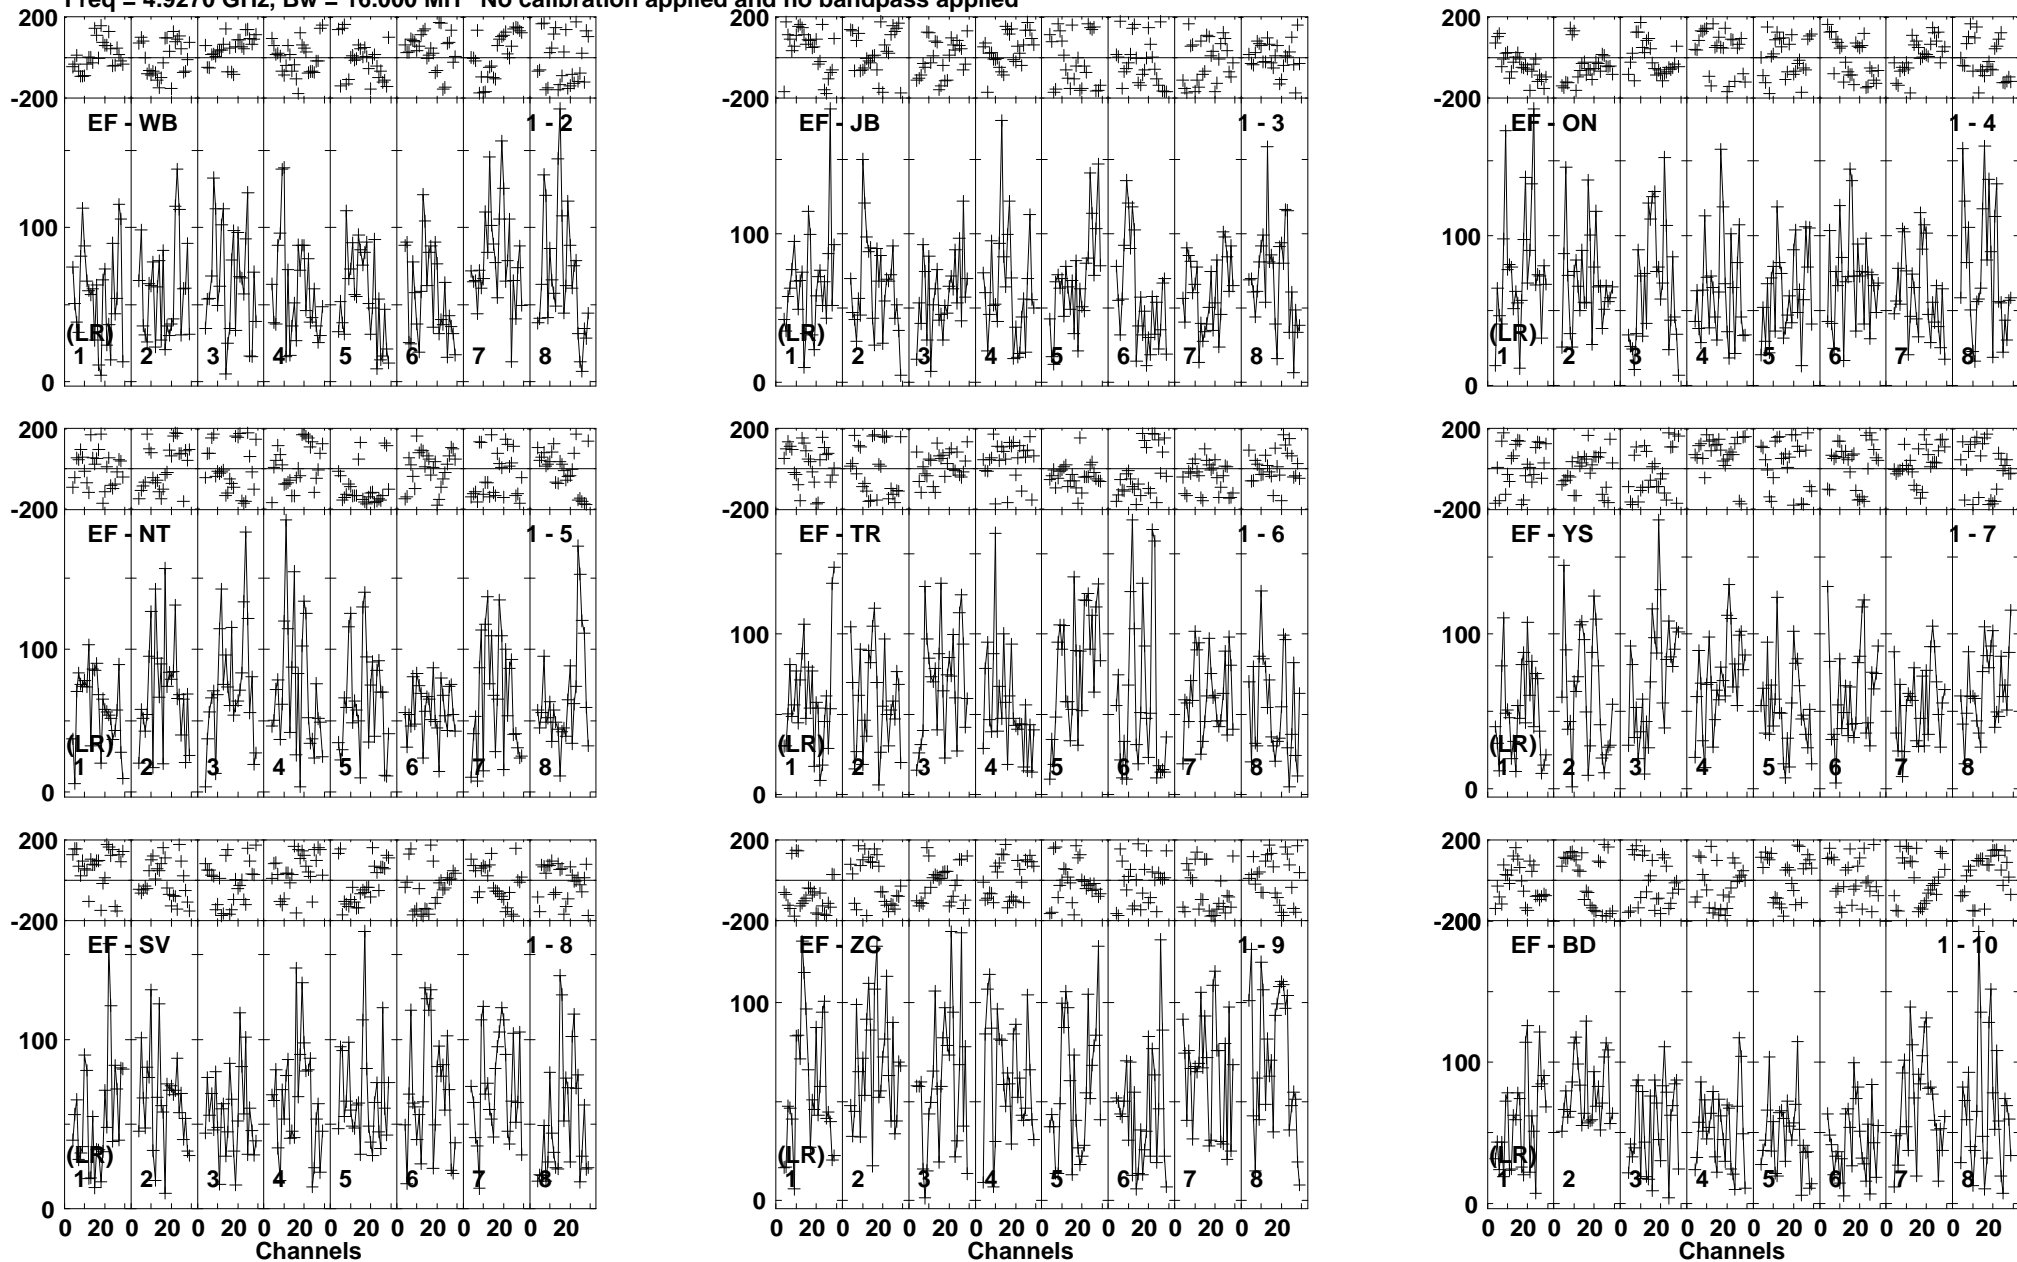 Freq = 4.9270 GHz, Bw = 16.000 MH No calibration applied and no bandpass applied
200
-200
EF - WB 1 - 2
100
(LR)
1 2 3 4 5 6 7 8
0
200
-200
EF - JB 1 - 3
100
(LR)
1 2 3 4 5 6 7 8
0
200
-200
EF - ON 1 - 4
100
(LR)
1 2 3 4 5 6 7 8
0
200
-200
EF - NT 1 - 5
100
(LR)
1 2 3 4 5 6 7 8
0
200
-200
EF - TR 1 - 6
100
(LR)
1 2 3 4 5 6 7 8
0
200
-200
EF - YS 1 - 7
100
(LR)
1 2 3 4 5 6 7 8
0
200
-200
EF - SV 1 - 8
100
(LR)
1 2 3 4 5 6 7 8
0
0 20 0 20 0 20 0 20 0 20 0 20 0 20 0 20
Channels
200
-200
EF - ZC 1 - 9
100
(LR)
1 2 3 4 5 6 7 8
0
0 20 0 20 0 20 0 20 0 20 0 20 0 20 0 20
Channels
200
-200
EF - BD 1 - 10
100
(LR)
1 2 3 4 5 6 7 8
0
0 20 0 20 0 20 0 20 0 20 0 20 0 20 0 20
Channels